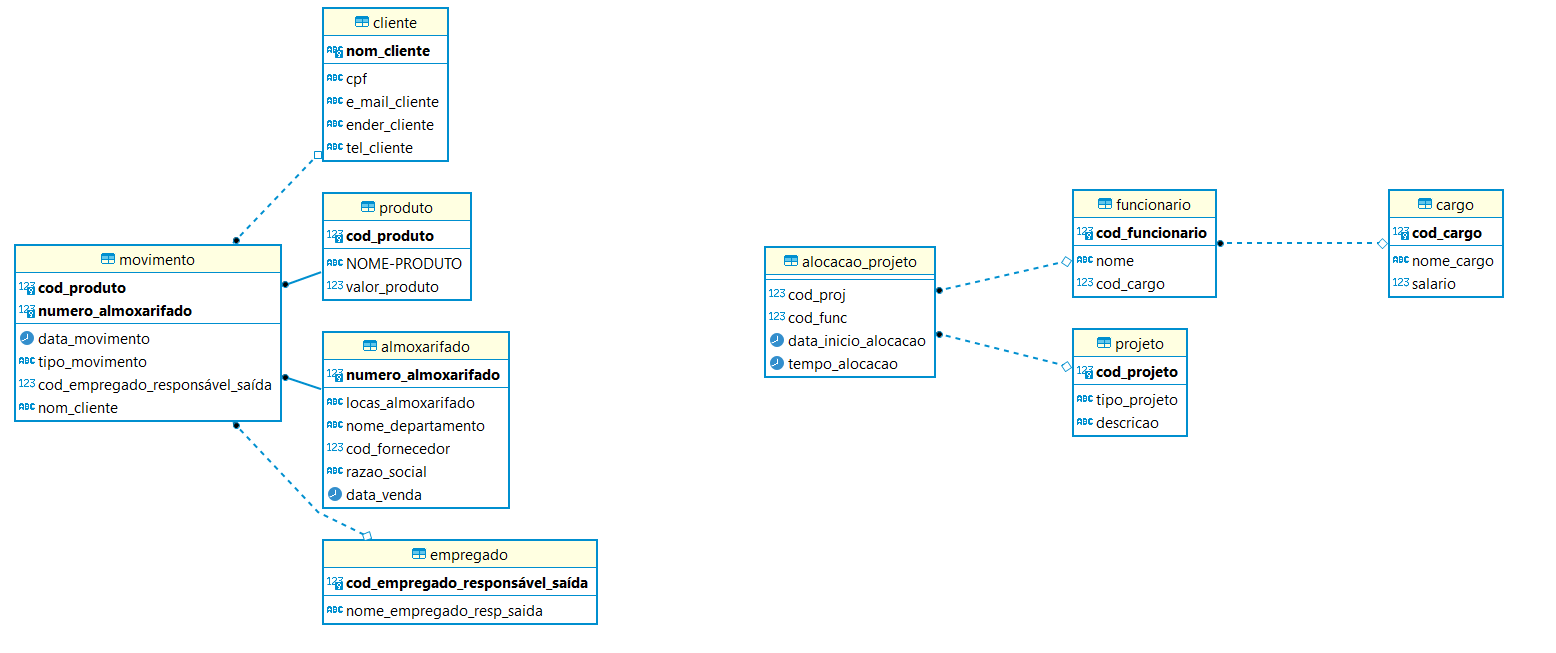 cliente
nom_cliente
cpf
e_mail_cliente
ender_cliente
tel_cliente
produto
cod_produto
NOME-PRODUTO
valor_produto
movimento
cod_produto
numero_almoxarifado
data_movimento
tipo_movimento
cod_empregado_responsável_saída
nom_cliente
almoxarifado
numero_almoxarifado
locas_almoxarifado
nome_departamento
cod_fornecedor
razao_social
data_venda
empregado
cod_empregado_responsável_saída
nome_empregado_resp_saida
alocacao_projeto
cod_proj
cod_func
data_inicio_alocacao
tempo_alocacao
funcionario
cod_funcionario
nome
cod_cargo
projeto
cod_projeto
tipo_projeto
descricao
cargo
cod_cargo
nome_cargo
salario